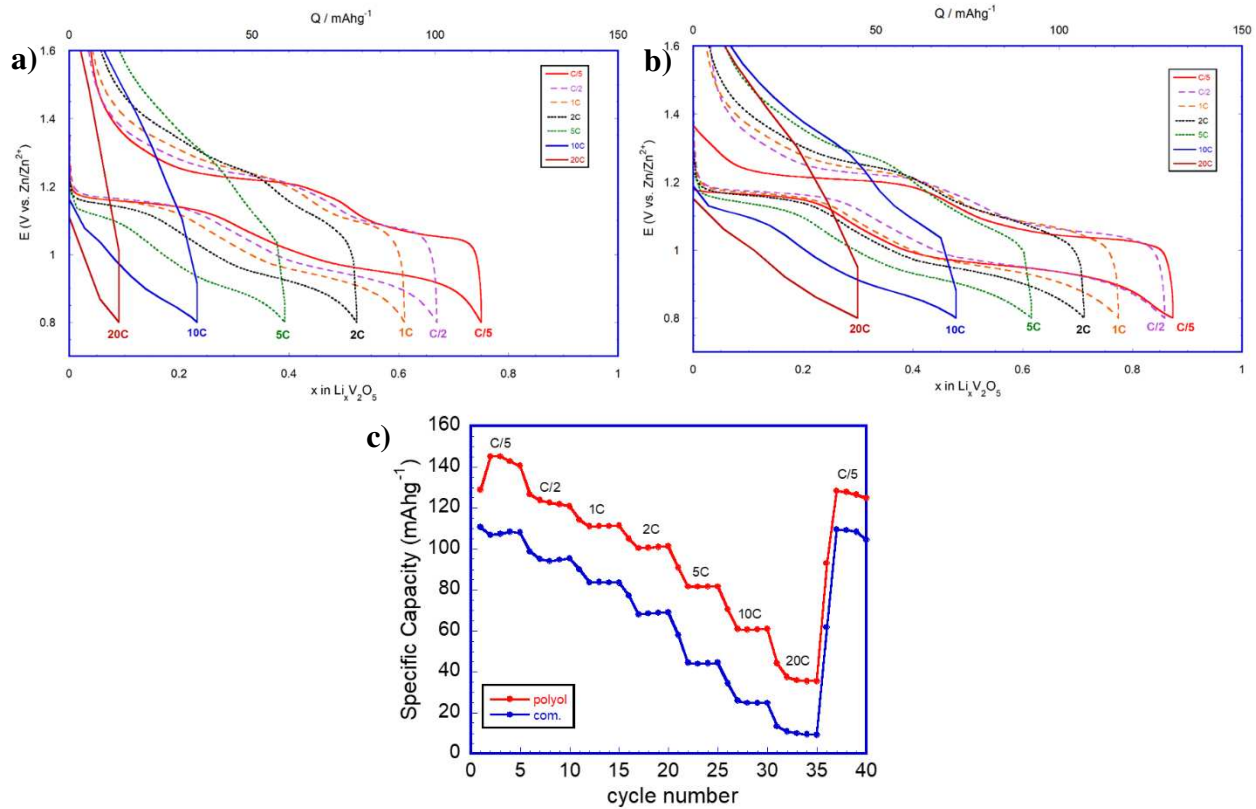 a)
Q / mAhg⁻¹
0 50 100 150
1.6
1.4
1.2
1
0.8
E (V vs. Zn/Zn²⁺)
C/5
C/2
1C
2C
5C
10C
20C
20C 10C 5C 2C 1C C/2 C/5
0 0.2 0.4 0.6 0.8 1
x in LiₓV₂O₅
b)
Q / mAhg⁻¹
0 50 100 150
1.6
1.4
1.2
1
0.8
E (V vs. Zn/Zn²⁺)
C/5
C/2
1C
2C
5C
10C
20C
20C 10C 5C 2C 1C C/2 C/5
0 0.2 0.4 0.6 0.8 1
x in LiₓV₂O₅
c)
160
140
120
100
80
60
40
20
0
Specific Capacity (mAhg⁻¹)
C/5
C/2
1C
2C
5C
10C
20C
C/5
polyol
com.
0 5 10 15 20 25 30 35 40
cycle number